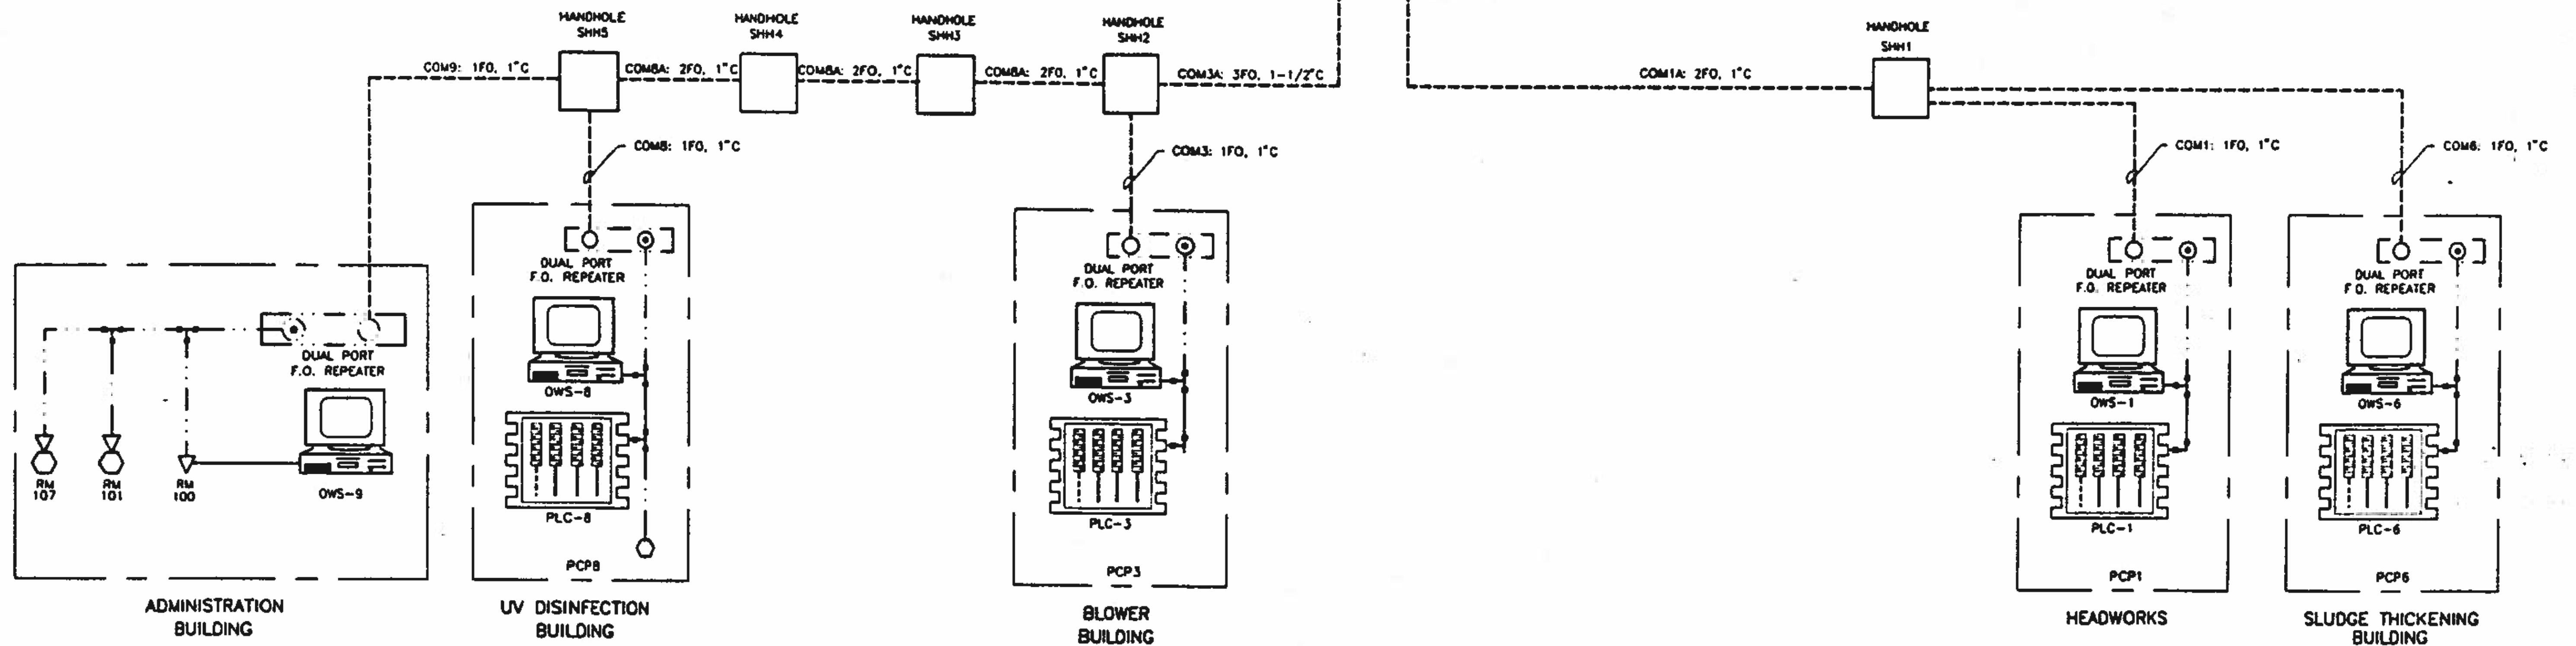 HANDHOLE
SHH5
HANDHOLE
SHH4
HANDHOLE
SHH3
HANDHOLE
SHH2
HANDHOLE
SHH1
COM9: 1FO, 1"C
COM8A: 2FO, 1"C
COM8A: 2FO, 1"C
COM8A: 2FO, 1"C
COM3A: 3FO, 1-1/2"C
COM1A: 2FO, 1"C
COM8: 1FO, 1"C
COM3: 1FO, 1"C
COM1: 1FO, 1"C
COM6: 1FO, 1"C
DUAL PORT
F.O. REPEATER
OWS-9
RM
107
RM
101
RM
100
ADMINISTRATION
BUILDING
DUAL PORT
F.O. REPEATER
OWS-8
PLC-8
PCP8
UV DISINFECTION
BUILDING
DUAL PORT
F.O. REPEATER
OWS-3
PLC-3
PCP3
BLOWER
BUILDING
DUAL PORT
F.O. REPEATER
OWS-1
PLC-1
PCP1
HEADWORKS
DUAL PORT
F.O. REPEATER
OWS-6
PLC-6
PCP6
SLUDGE THICKENING
BUILDING